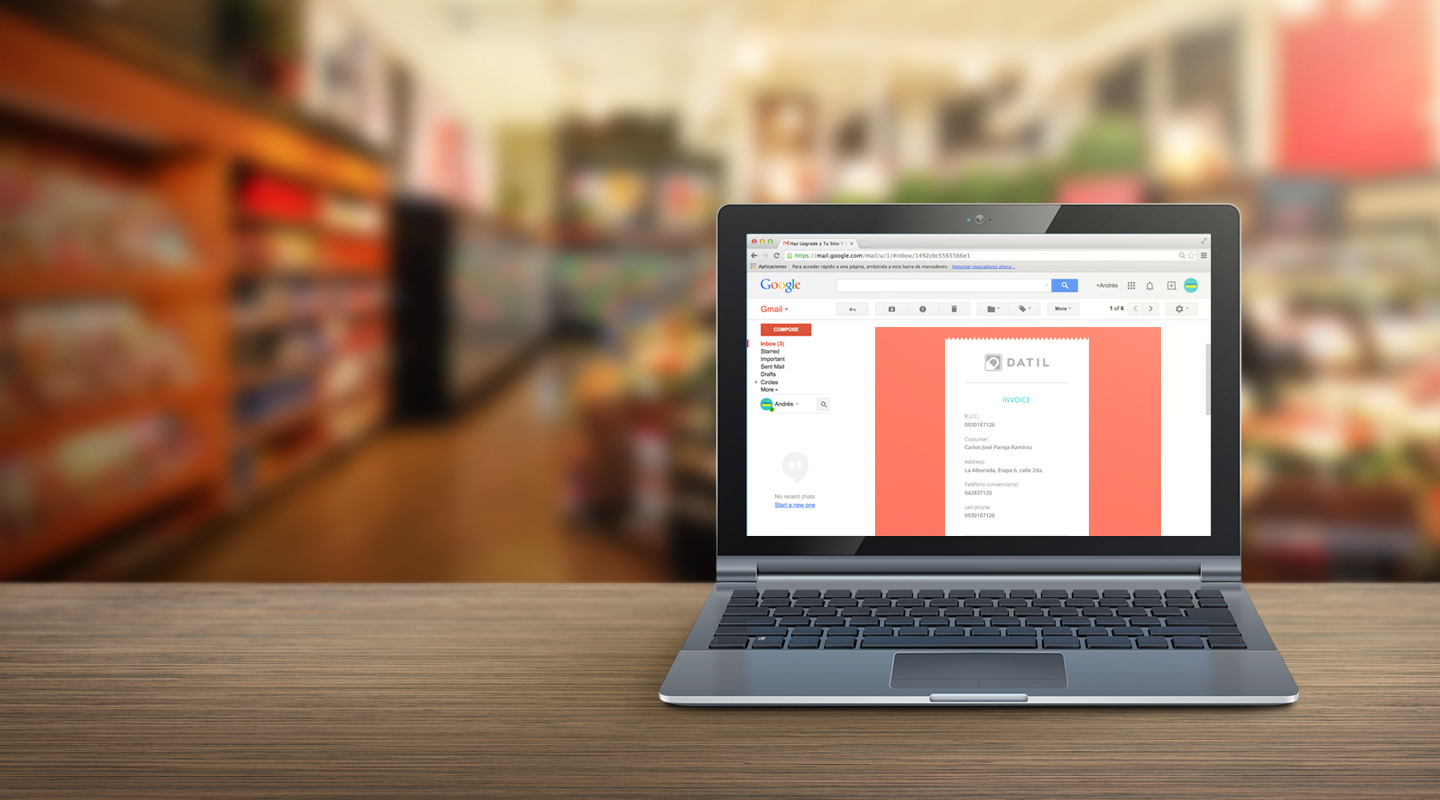 Haz Upgrade a Tu Sitio
https://mail.google.com/mail/u/1/#inbox/1492cbc55655b6e1
Aplicaciones Para acceder rápido a una página, arrástrala a esta barra de marcadores. Importar marcadores ahora...
Google
+Andrés
Gmail
More
1 of 6
COMPOSE
Inbox (3)
Starred
Important
Sent Mail
Drafts
Circles
More
Andrés
No recent chats
Start a new one
DATIL
INVOICE
R.U.C.:
0930187126
Costumer:
Carlos José Pareja Ramírez
Address:
La Alborada, Etapa 6, calle 2da.
Teléfono convencional:
042837120
cell-phone:
0930187126